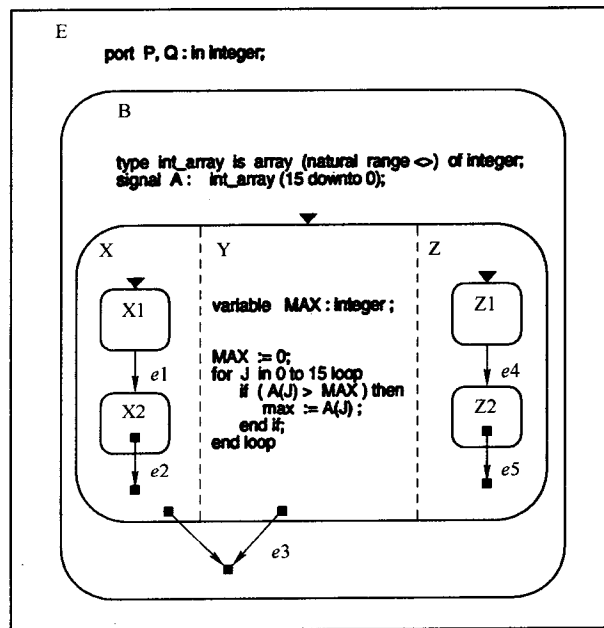 E
port P, Q : in integer;
B
type int_array is array (natural range <>) of integer;
signal A : int_array (15 downto 0);
X Y Z
X1 Z1
variable MAX : integer ;
MAX := 0;
e1 for J in 0 to 15 loop e4
if ( A(J) > MAX ) then
X2 max := A(J) ; Z2
end if;
end loop
e2 e5
e3